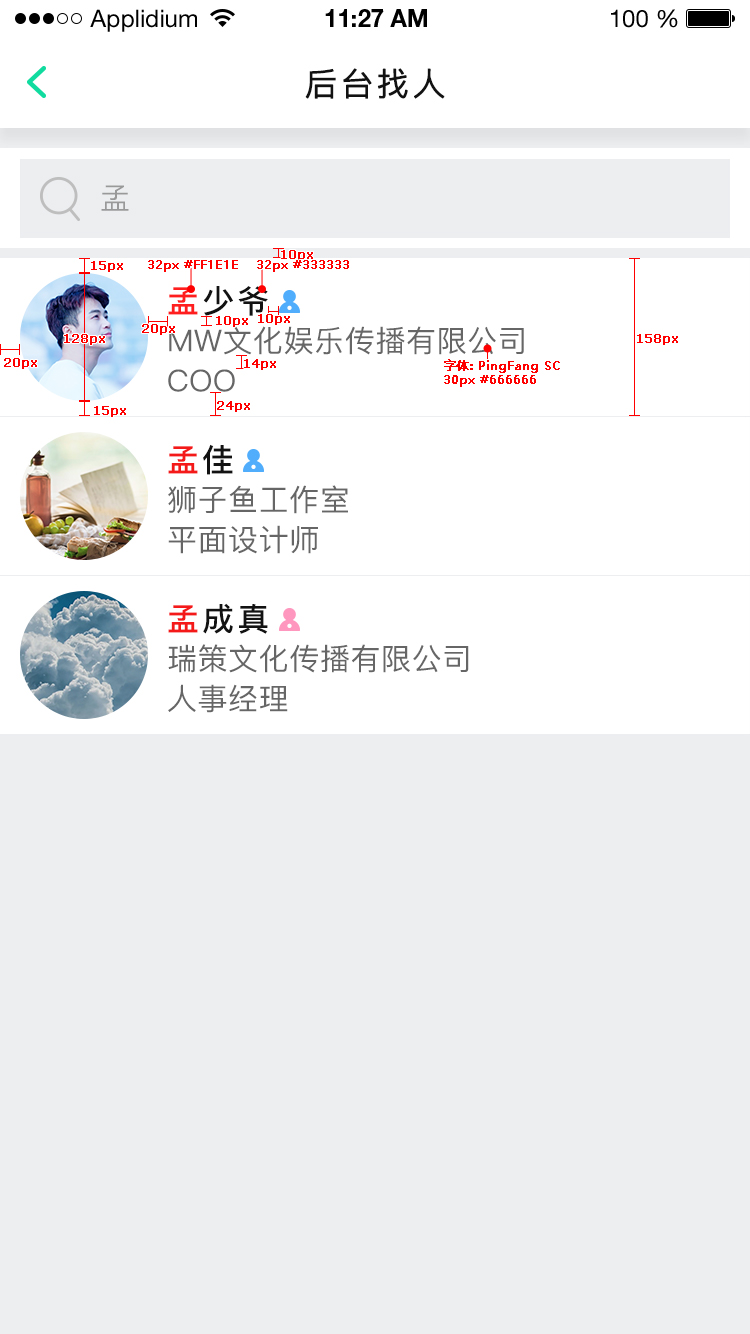 Applidium 11:27 AM 100 %
后台找人
孟
10px
15px 32px #FF1E1E 32px #333333
孟少爷
20px 10px 10px
128px MW文化娱乐传播有限公司 158px
20px 14px 字体: PingFang SC
COO 30px #666666
15px 24px
孟佳
狮子鱼工作室
平面设计师
孟成真
瑞策文化传播有限公司
人事经理